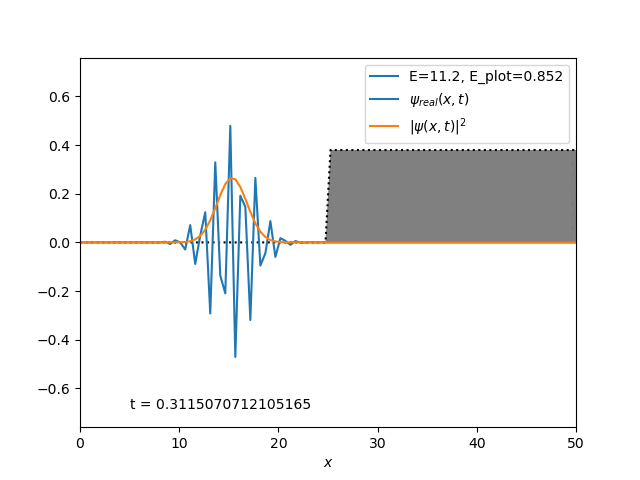 E=11.2, E_plot=0.852
ψ_real(x, t)
|ψ(x, t)|²
0.6
0.4
0.2
0.0
−0.2
−0.4
−0.6
t = 0.3115070712105165
0 10 20 30 40 50
x